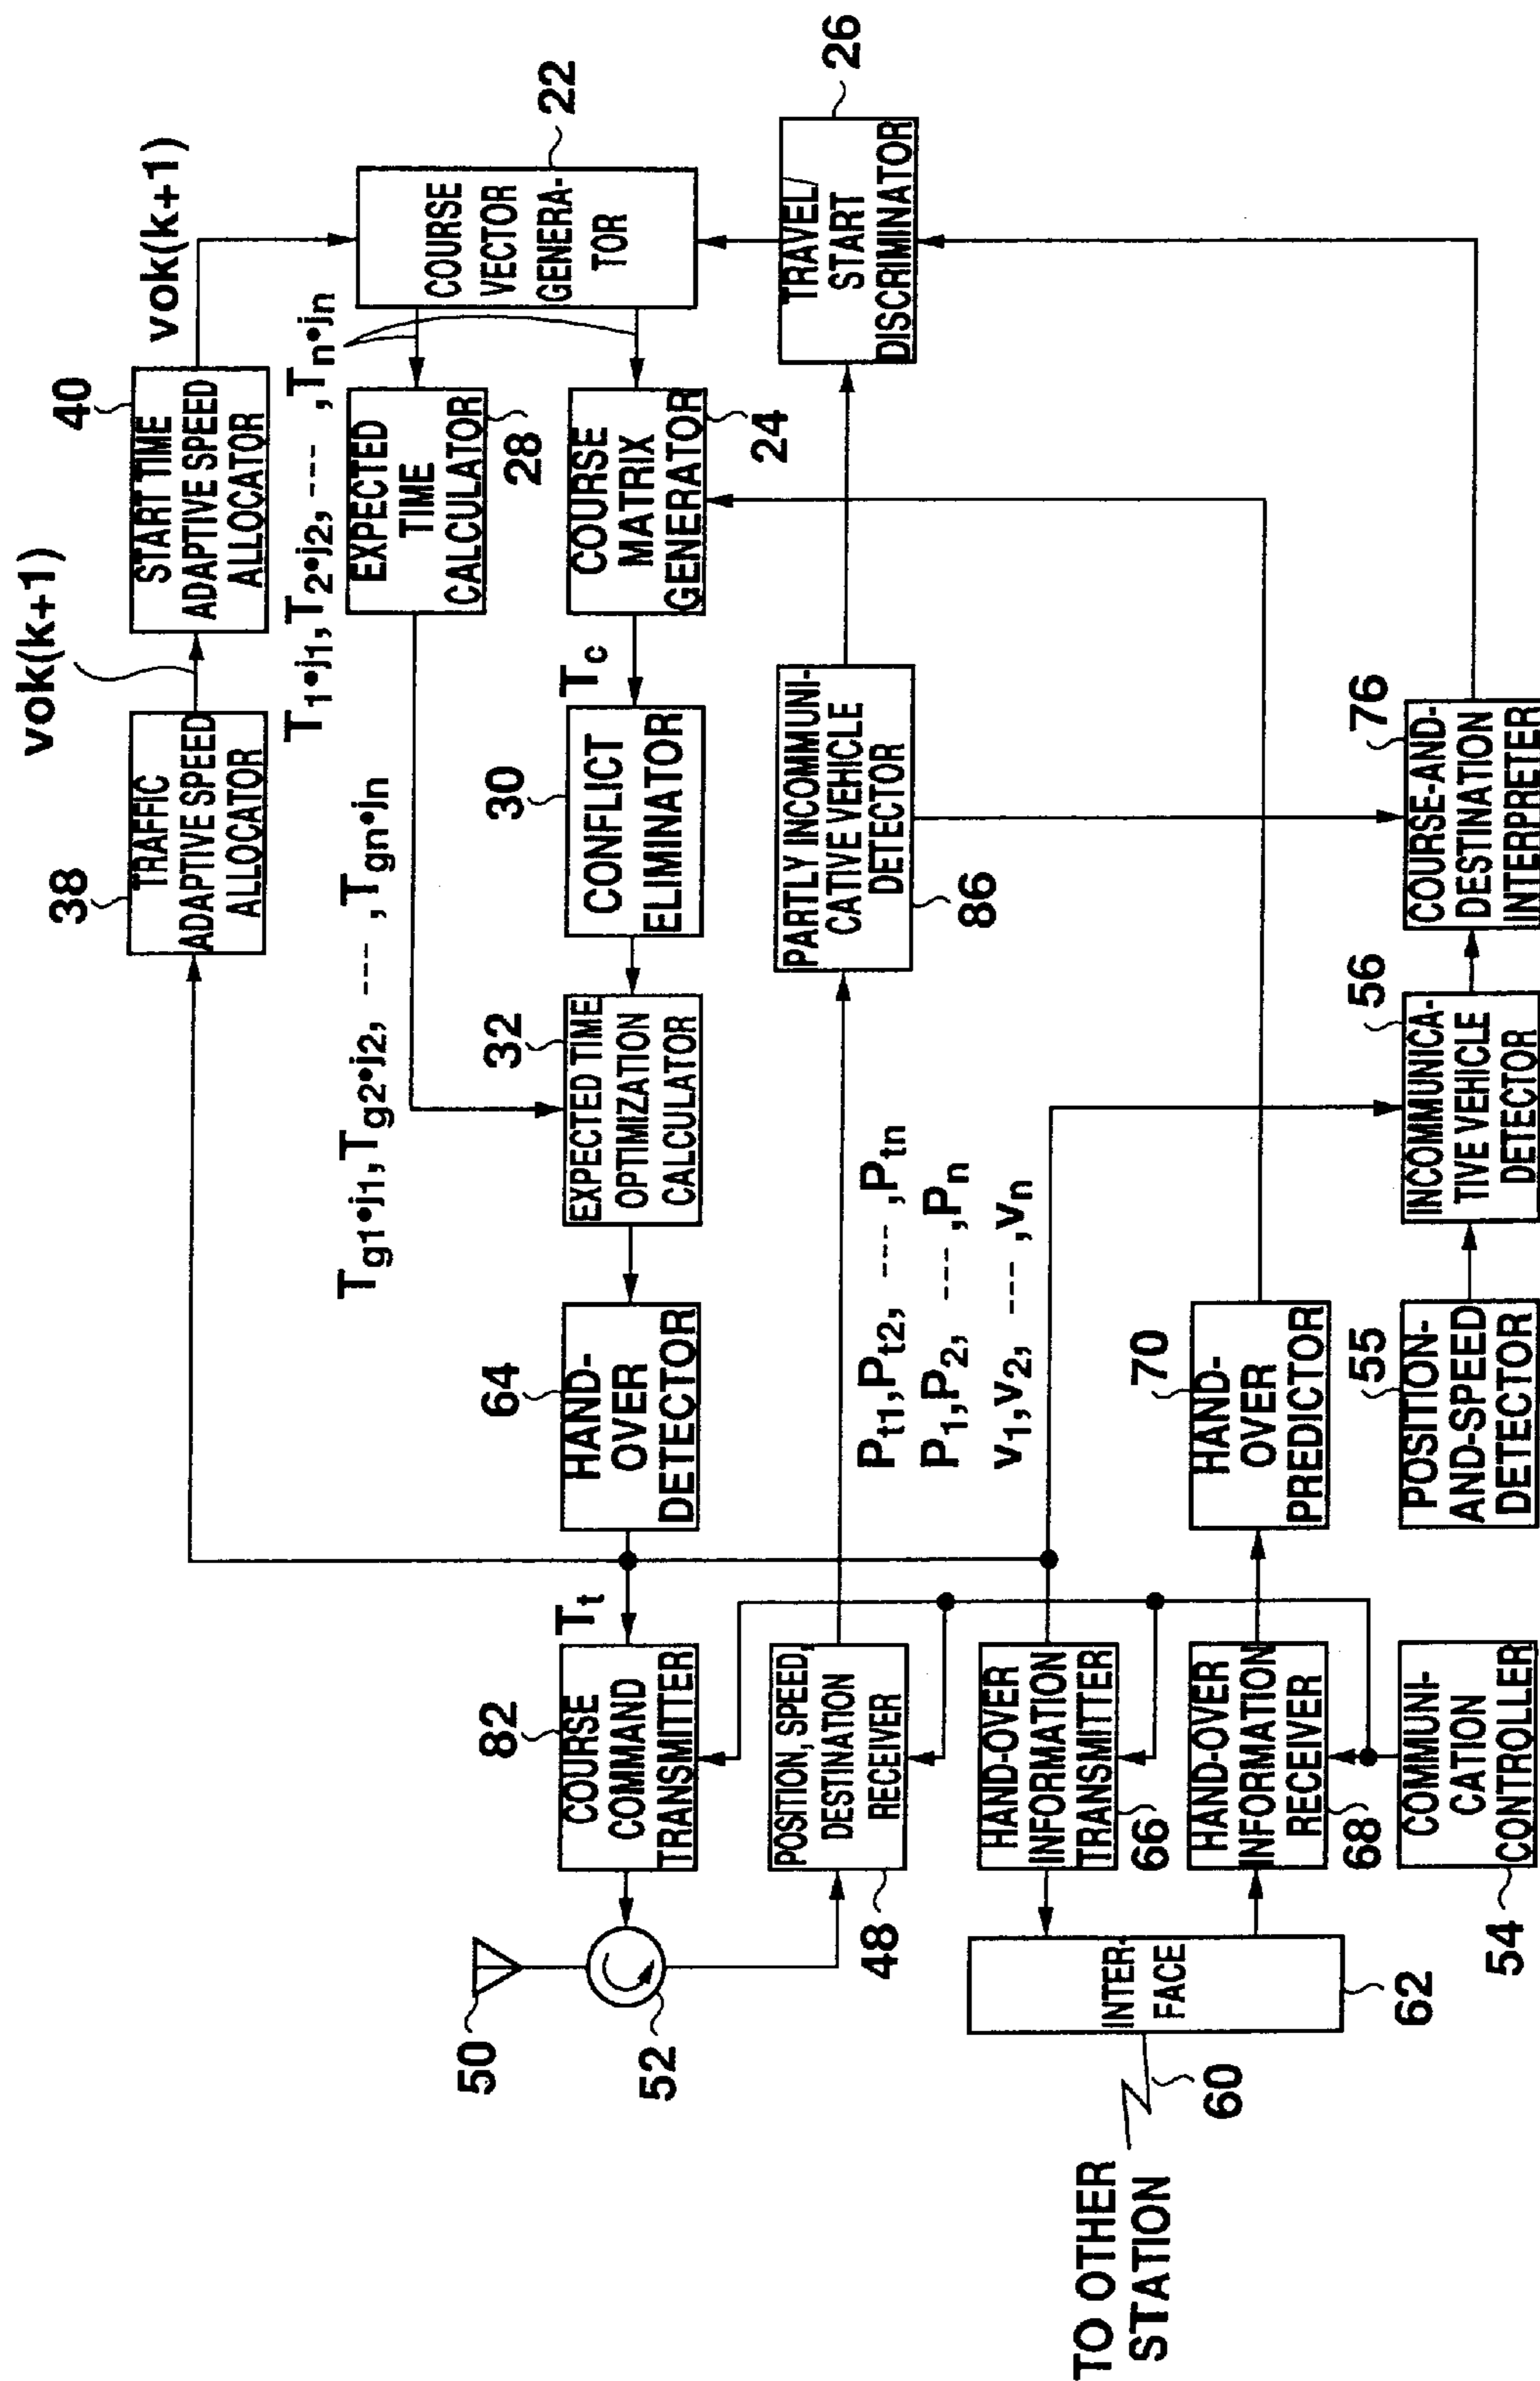 vok(k+1)
vok(k+1)
38
TRAFFIC
ADAPTIVE SPEED
ALLOCATOR
40
START TIME
ADAPTIVE SPEED
ALLOCATOR
T1•j1,T2•j2, --- ,Tn•jn
Tg1•j1,Tg2•j2, --- ,Tgn•jn
EXPECTED
TIME
CALCULATOR
28
COURSE
VECTOR
GENERA-
TOR
22
82
COURSE
COMMAND
TRANSMITTER
Tt
64
HAND-
OVER
DETECTOR
32
EXPECTED TIME
OPTIMIZATION
CALCULATOR
30
CONFLICT
ELIMINATOR
Tc
COURSE
MATRIX
GENERATOR
24
50
52
POSITION, SPEED,
DESTINATION
RECEIVER
48
Pt1,Pt2, --- ,Ptn
P1,P2, --- ,Pn
v1,v2, --- ,vn
PARTLY INCOMMUNI-
CATIVE VEHICLE
DETECTOR
86
TRAVEL
START
DISCRIMINATOR
26
HAND-OVER
INFORMATION
TRANSMITTER
66
INTER-
FACE
62
60
TO OTHER
STATION
HAND-OVER
INFORMATION
RECEIVER
68
70
HAND-
OVER
PREDICTOR
COMMUNI-
CATION
CONTROLLER
54
55
POSITION-
AND-SPEED
DETECTOR
56
INCOMMUNICA-
TIVE VEHICLE
DETECTOR
76
COURSE-AND-
DESTINATION
INTERPRETER